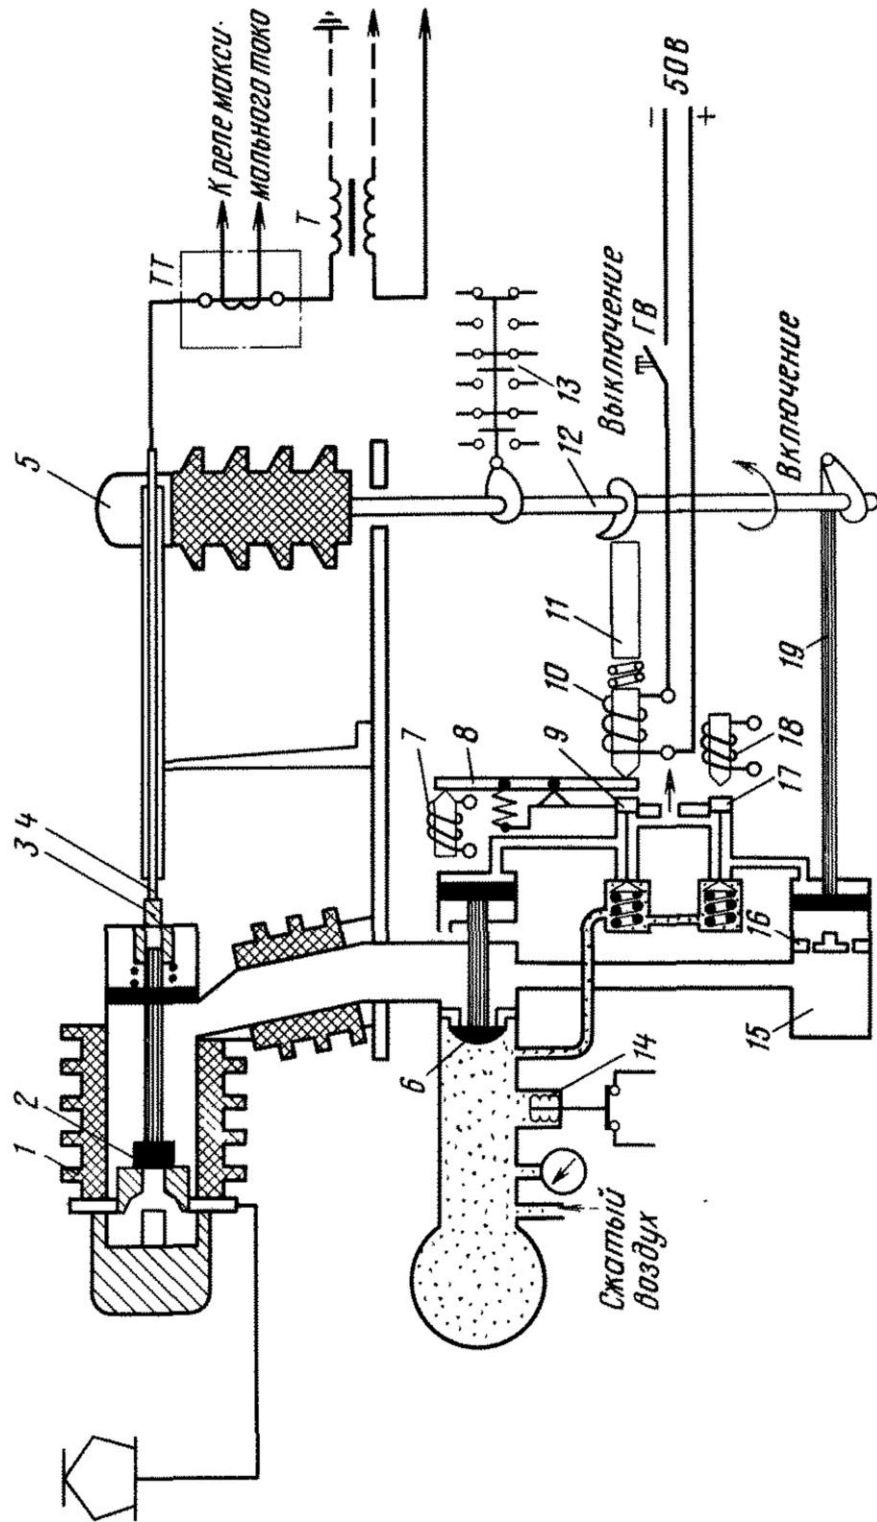 К реле макси-
мального тока
ТТ
Т
5
3 4
2
1
13
12
Выключение
ГВ
50 В
−
+
Включение
7
8
9
10
11
6
14
15
16
17
18
19
Сжатый
воздух